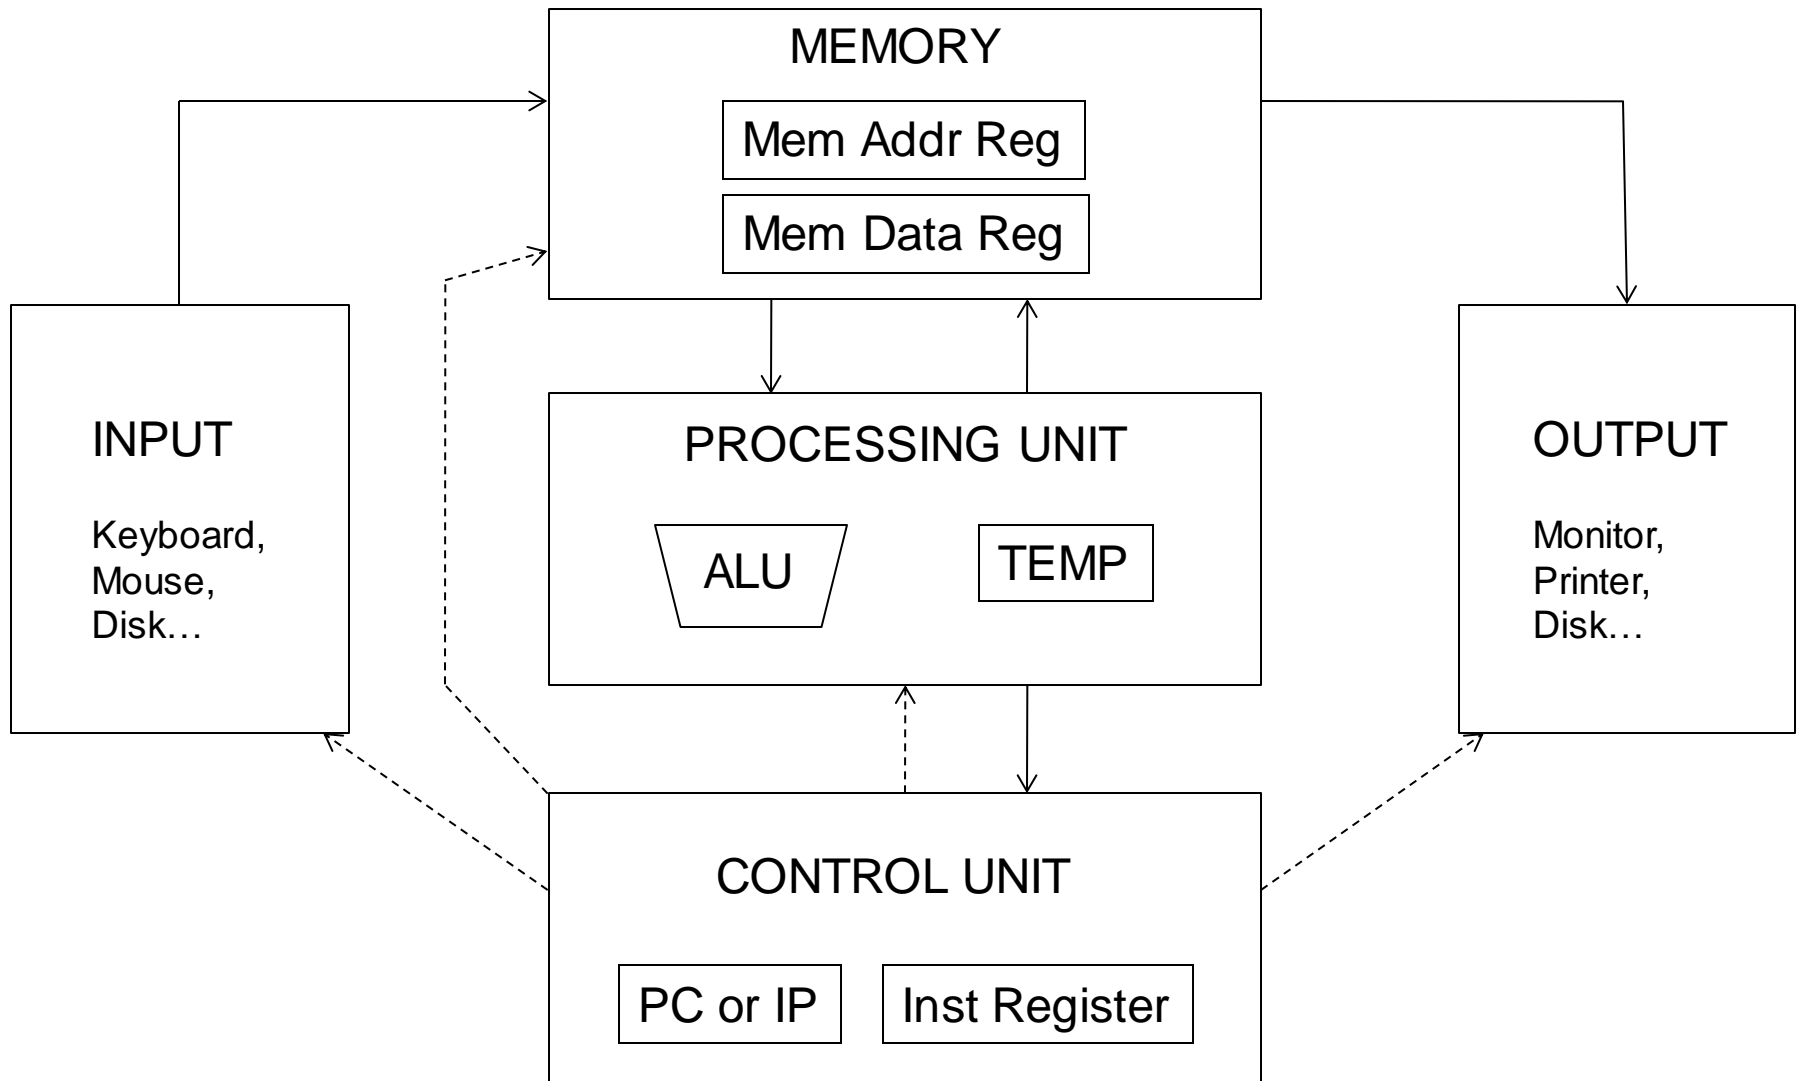 MEMORY
Mem Addr Reg
Mem Data Reg
INPUT
Keyboard,
Mouse,
Disk…
PROCESSING UNIT
ALU
TEMP
OUTPUT
Monitor,
Printer,
Disk…
CONTROL UNIT
PC or IP
Inst Register